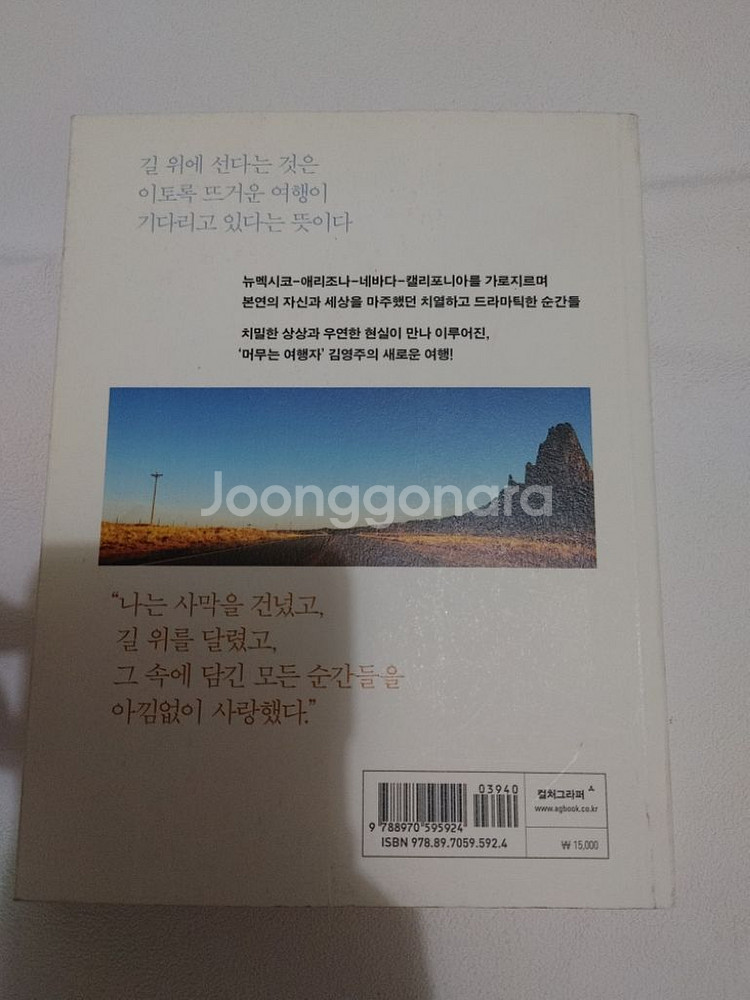 길 위에 선다는 것은
이토록 뜨거운 여행이
기다리고 있다는 뜻이다
뉴멕시코-애리조나-네바다-캘리포니아를 가로지르며
본연의 자신과 세상을 마주했던 치열하고 드라마틱한 순간들
치밀한 상상과 우연한 현실이 만나 이루어진,
'머무는 여행자' 김영주의 새로운 여행!
Joonggonara
“나는 사막을 건넜고,
길 위를 달렸고,
그 속에 담긴 모든 순간들을
아낌없이 사랑했다.”
03940
9 788970 595924
ISBN 978.89.7059.592.4
컬처그라퍼
www.agbook.co.kr
₩ 15,000